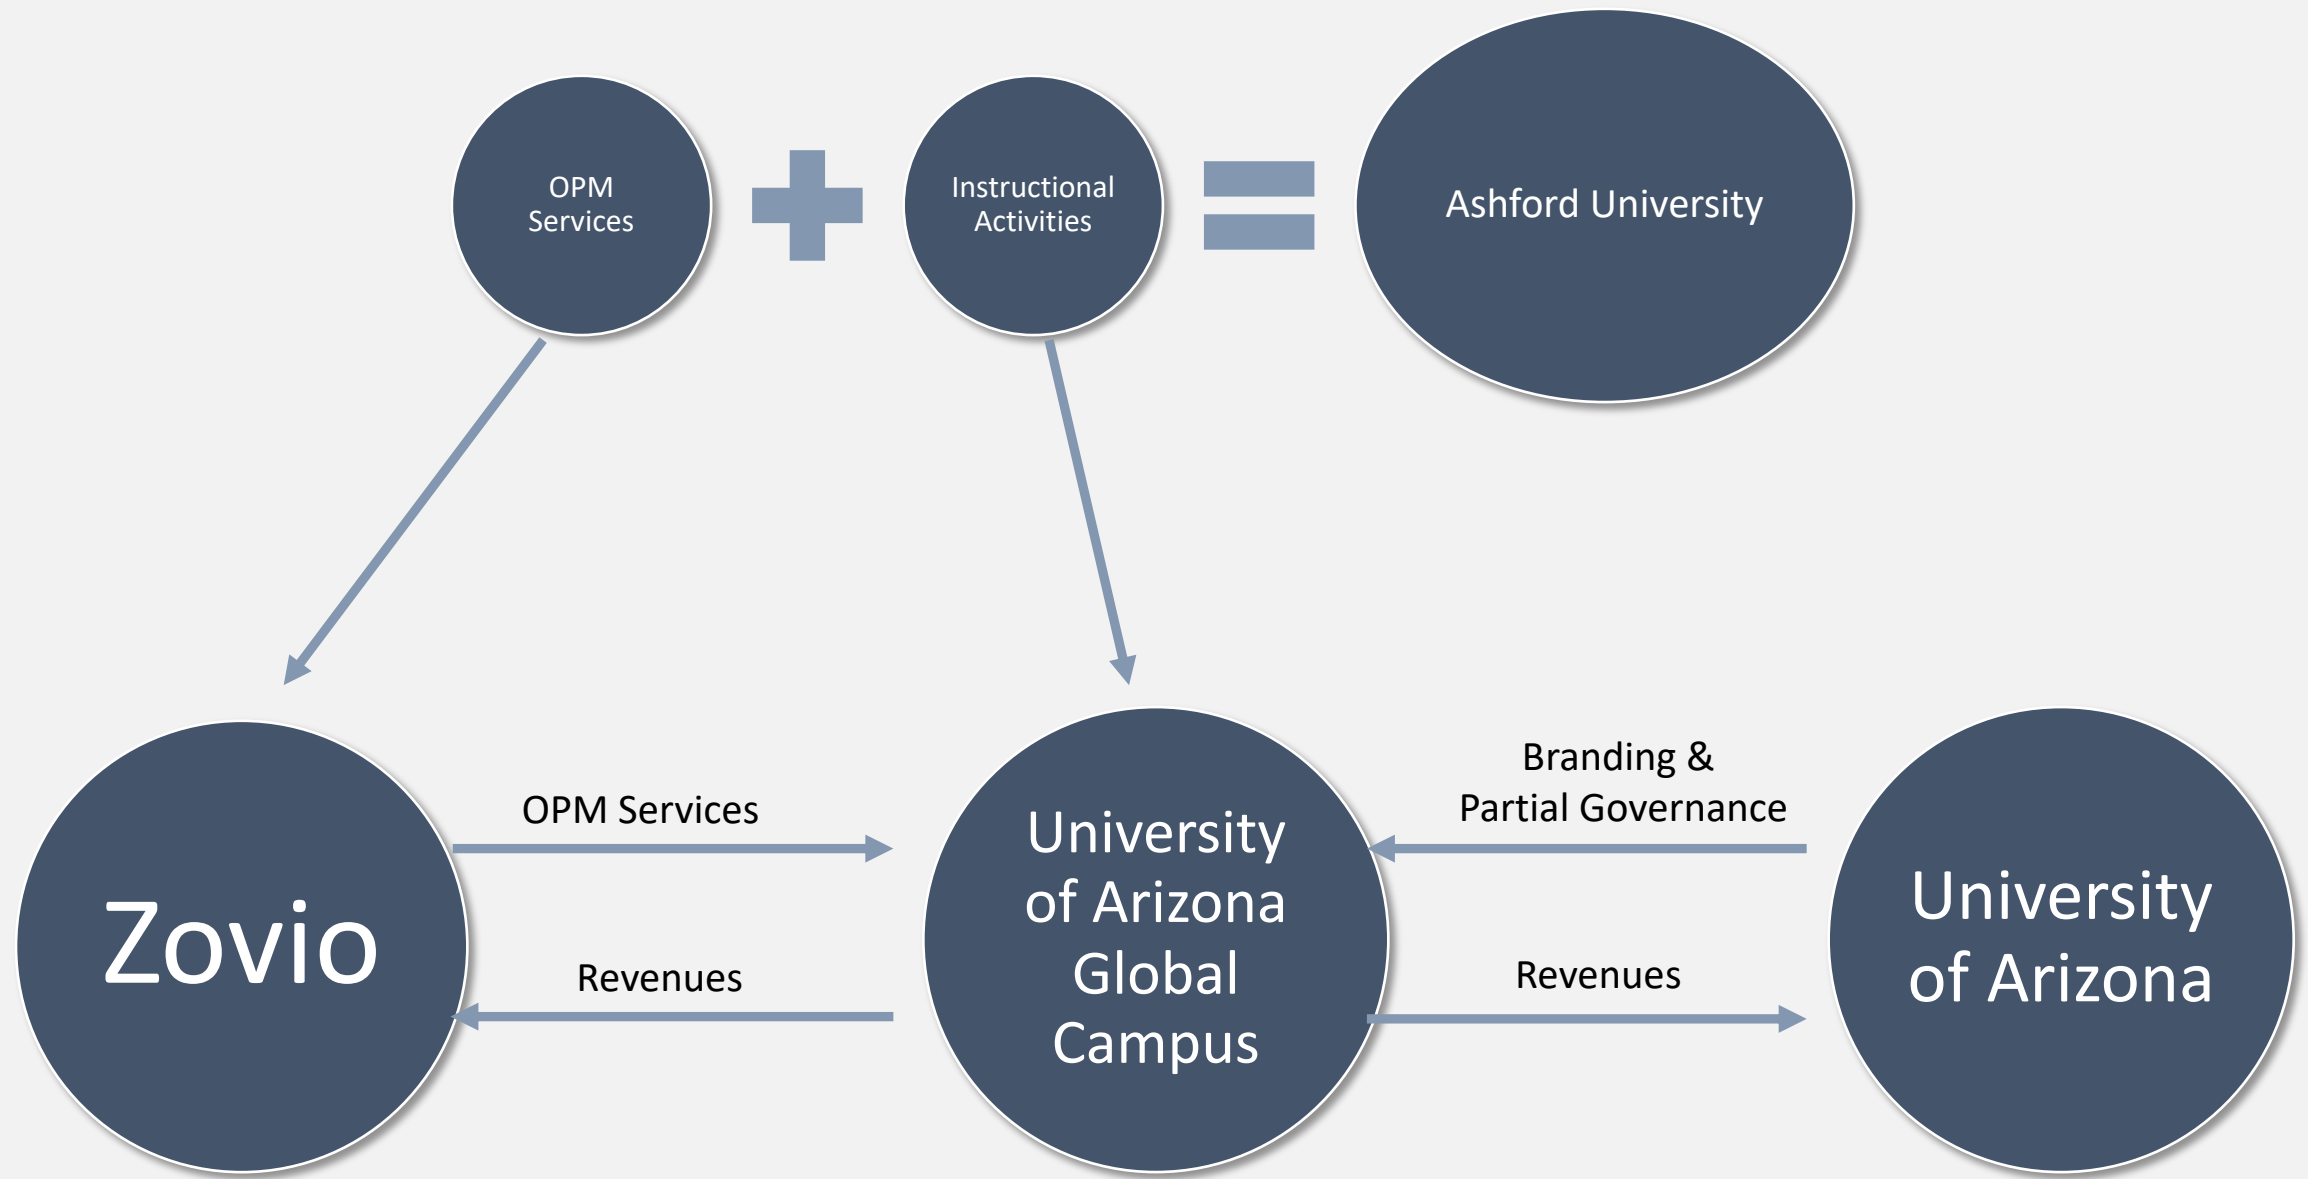 OPM
Services
Instructional
Activities
Ashford University
Zovio
OPM Services
Revenues
University
of Arizona
Global
Campus
Branding &
Partial Governance
Revenues
University
of Arizona